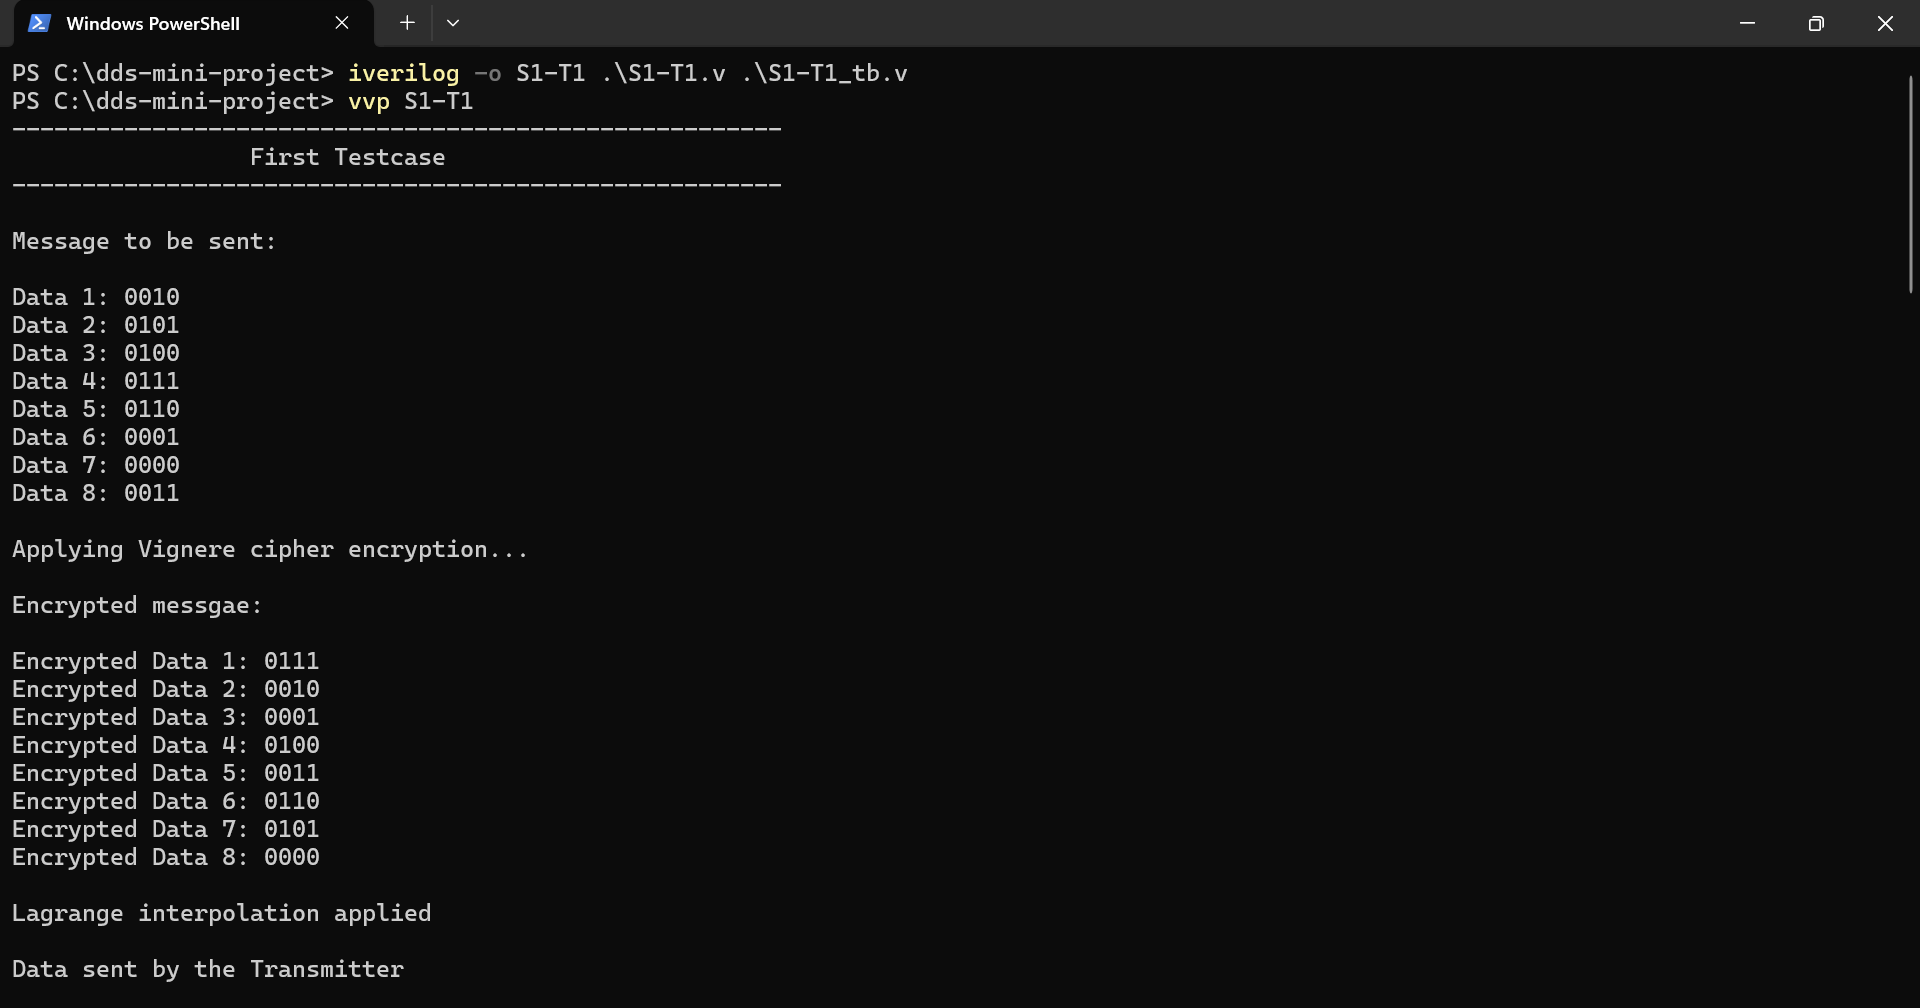 Windows PowerShell
PS C:\dds-mini-project> iverilog -o S1-T1 .\S1-T1.v .\S1-T1_tb.v
PS C:\dds-mini-project> vvp S1-T1
-------------------------------------------------------
First Testcase
-------------------------------------------------------
Message to be sent:
Data 1: 0010
Data 2: 0101
Data 3: 0100
Data 4: 0111
Data 5: 0110
Data 6: 0001
Data 7: 0000
Data 8: 0011
Applying Vignere cipher encryption...
Encrypted messgae:
Encrypted Data 1: 0111
Encrypted Data 2: 0010
Encrypted Data 3: 0001
Encrypted Data 4: 0100
Encrypted Data 5: 0011
Encrypted Data 6: 0110
Encrypted Data 7: 0101
Encrypted Data 8: 0000
Lagrange interpolation applied
Data sent by the Transmitter